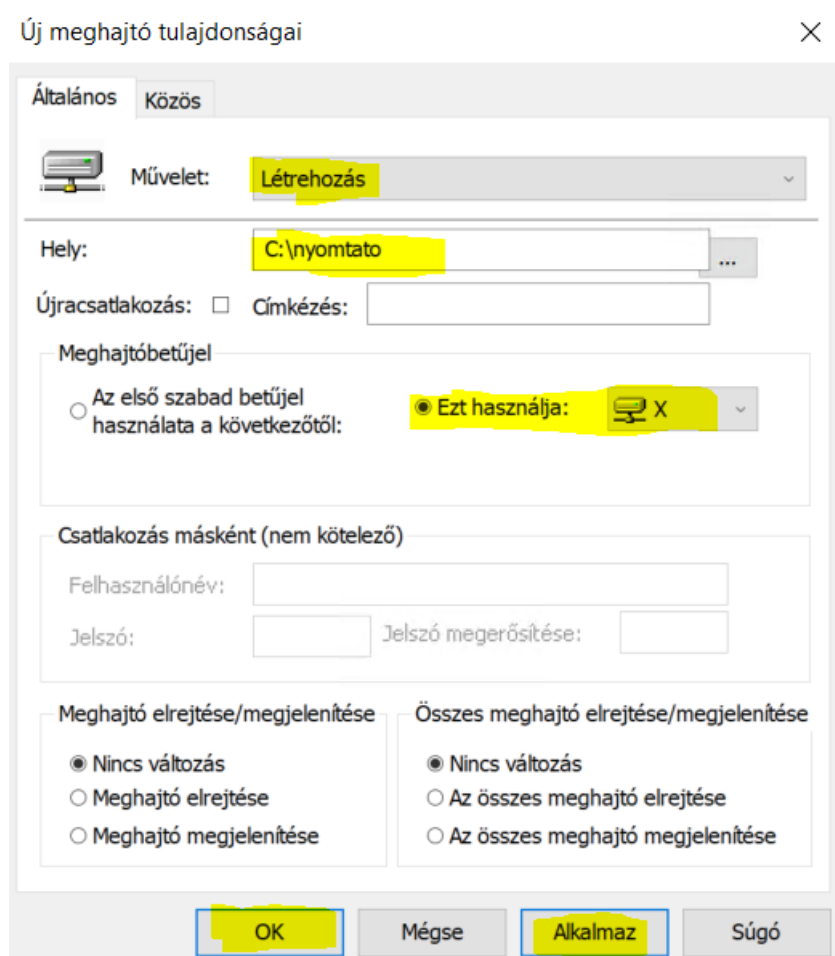 Új meghajtó tulajdonságai
Általános Közös
Művelet: Létrehozás
Hely: C:\nyomtato ...
Újracsatlakozás: Címkézés:
Meghajtóbetűjel
Az első szabad betűjel
használata a következőtől:
Ezt használja: X
Csatlakozás másként (nem kötelező)
Felhasználónév:
Jelszó: Jelszó megerősítése:
Meghajtó elrejtése/megjelenítése
Nincs változás
Meghajtó elrejtése
Meghajtó megjelenítése
Összes meghajtó elrejtése/megjelenítése
Nincs változás
Az összes meghajtó elrejtése
Az összes meghajtó megjelenítése
OK Mégse Alkalmaz Súgó